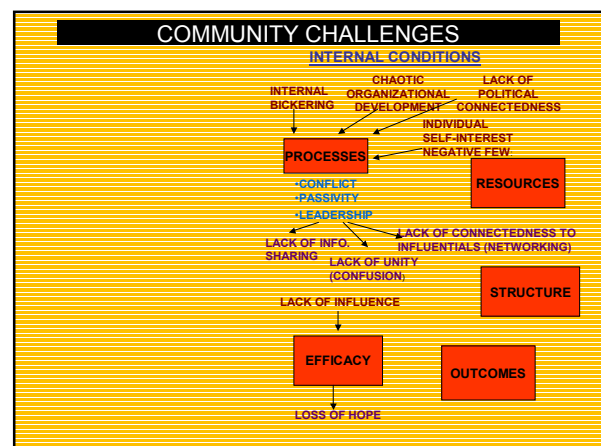 COMMUNITY CHALLENGES
INTERNAL CONDITIONS
INTERNAL
BICKERING
CHAOTIC
ORGANIZATIONAL
DEVELOPMENT
LACK OF
POLITICAL
CONNECTEDNESS
INDIVIDUAL
SELF-INTEREST
NEGATIVE FEW:
PROCESSES
RESOURCES
•CONFLICT
•PASSIVITY
•LEADERSHIP
LACK OF INFO.
SHARING
LACK OF UNITY
(CONFUSION)
LACK OF CONNECTEDNESS TO
INFLUENTIALS (NETWORKING)
STRUCTURE
LACK OF INFLUENCE
EFFICACY
OUTCOMES
LOSS OF HOPE